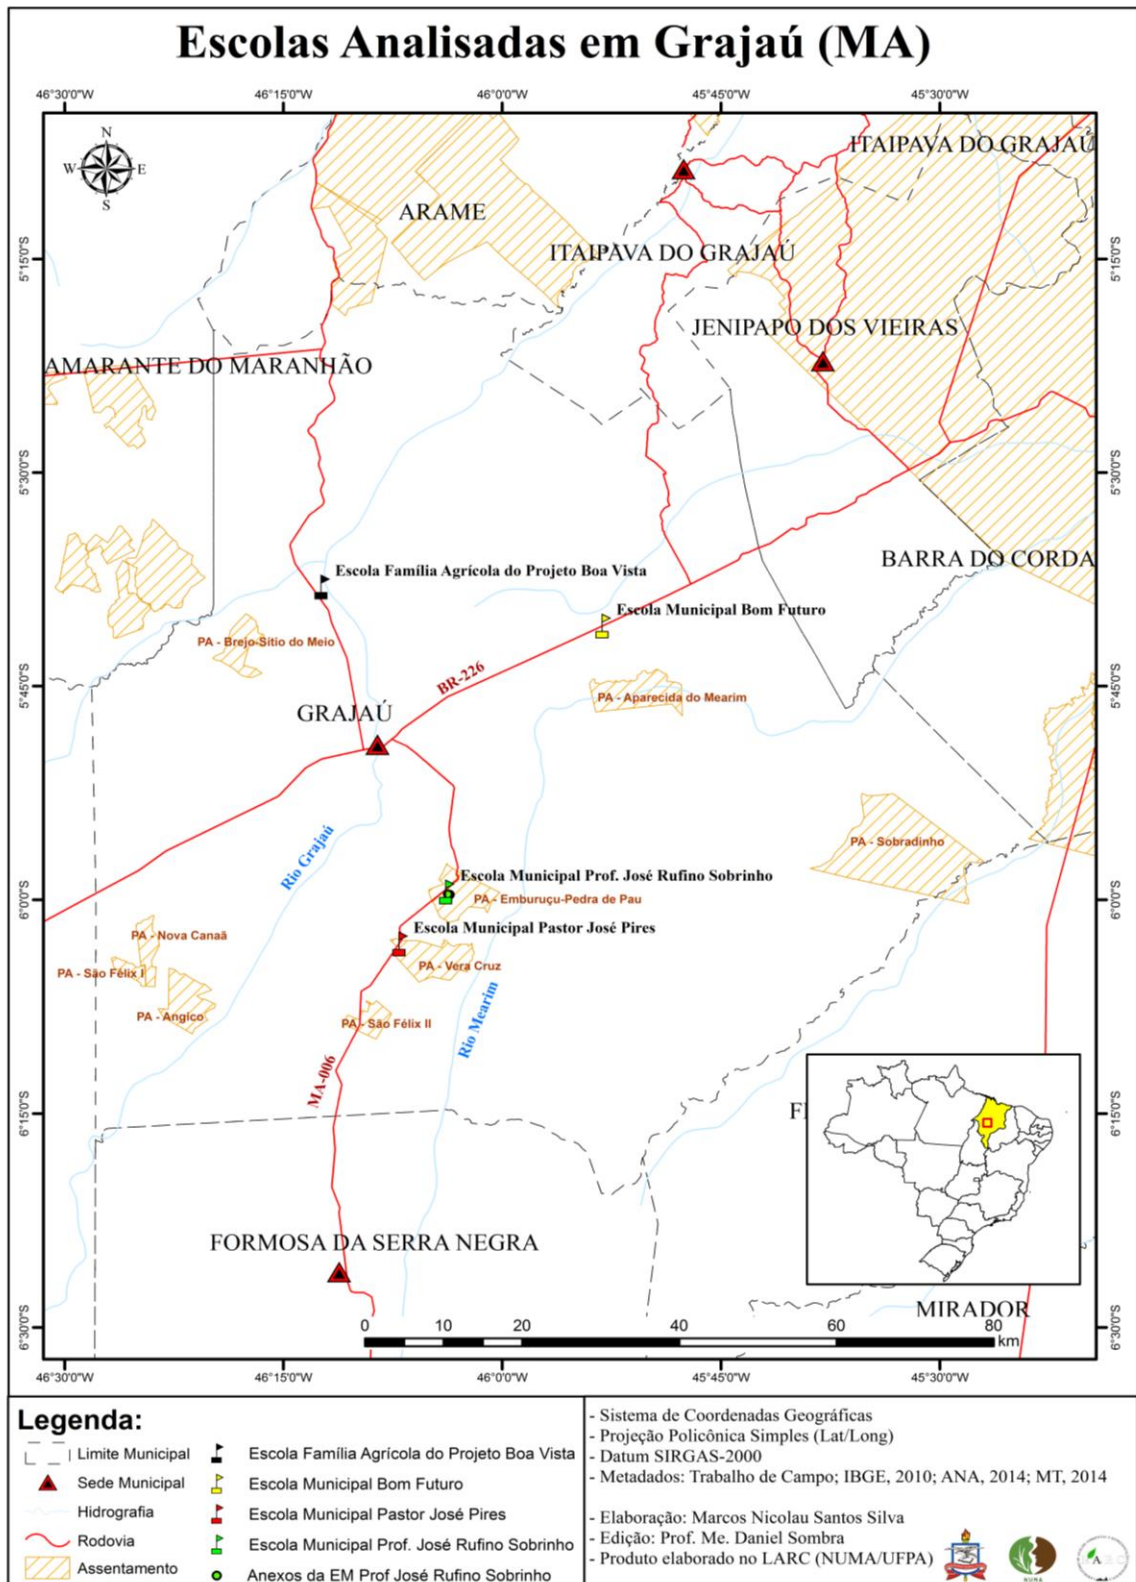 Escolas Analisadas em Grajaú (MA)
46°30'0"W 46°15'0"W 46°0'0"W 45°45'0"W 45°30'0"W
N
W E
S
ITAIPAVA DO GRAJAÚ
ARAME
ITAIPAVA DO GRAJAÚ
5°15'0"S 5°15'0"S
JENIPAPO DOS VIEIRAS
AMARANTE DO MARANHÃO
5°30'0"S 5°30'0"S
BARRA DO CORDA
Escola Família Agrícola do Projeto Boa Vista
Escola Municipal Bom Futuro
PA - Brejo-Sítio do Meio
BR-226
5°45'0"S 5°45'0"S
PA - Aparecida do Mearim
GRAJAÚ
Rio Grajaú
PA - Sobradinho
Escola Municipal Prof. José Rufino Sobrinho
6°0'0"S 6°0'0"S
PA - Emburuçu-Pedra de Pau
Escola Municipal Pastor José Pires
PA - Nova Canaã
PA - Vera Cruz
PA - São Félix I
PA - Angico
PA - São Félix II
Rio Mearim
MA-006
6°15'0"S 6°15'0"S
FORMOSA DA SERRA NEGRA
MIRADOR
6°30'0"S 6°30'0"S
0 10 20 40 60 80
km
46°30'0"W 46°15'0"W 46°0'0"W 45°45'0"W 45°30'0"W
Legenda:
Limite Municipal
Sede Municipal
Hidrografia
Rodovia
Assentamento
Escola Família Agrícola do Projeto Boa Vista
Escola Municipal Bom Futuro
Escola Municipal Pastor José Pires
Escola Municipal Prof. José Rufino Sobrinho
Anexos da EM Prof José Rufino Sobrinho
- Sistema de Coordenadas Geográficas
- Projeção Policônica Simples (Lat/Long)
- Datum SIRGAS-2000
- Metadados: Trabalho de Campo; IBGE, 2010; ANA, 2014; MT, 2014
- Elaboração: Marcos Nicolau Santos Silva
- Edição: Prof. Me. Daniel Sombra
- Produto elaborado no LARC (NUMA/UFPA)
NUMA